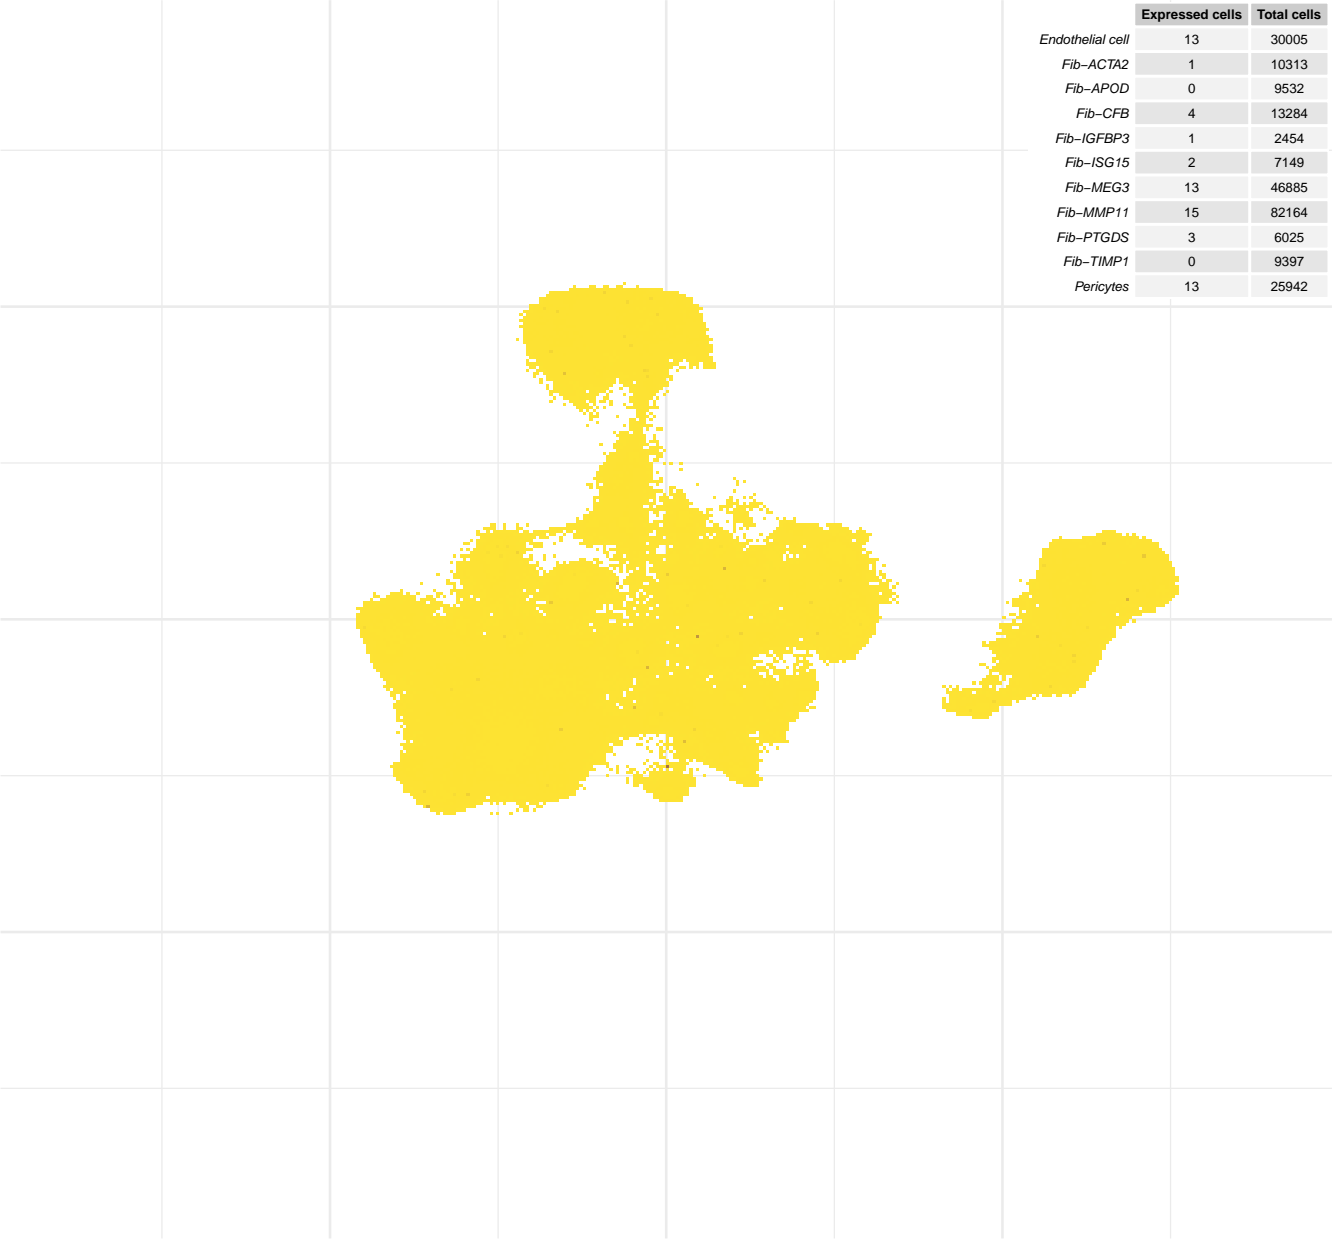 Expressed cells Total cells
Endothelial cell 13 30005
Fib−ACTA2 1 10313
Fib−APOD 0 9532
Fib−CFB 4 13284
Fib−IGFBP3 1 2454
Fib−ISG15 2 7149
Fib−MEG3 13 46885
Fib−MMP11 15 82164
Fib−PTGDS 3 6025
Fib−TIMP1 0 9397
Pericytes 13 25942